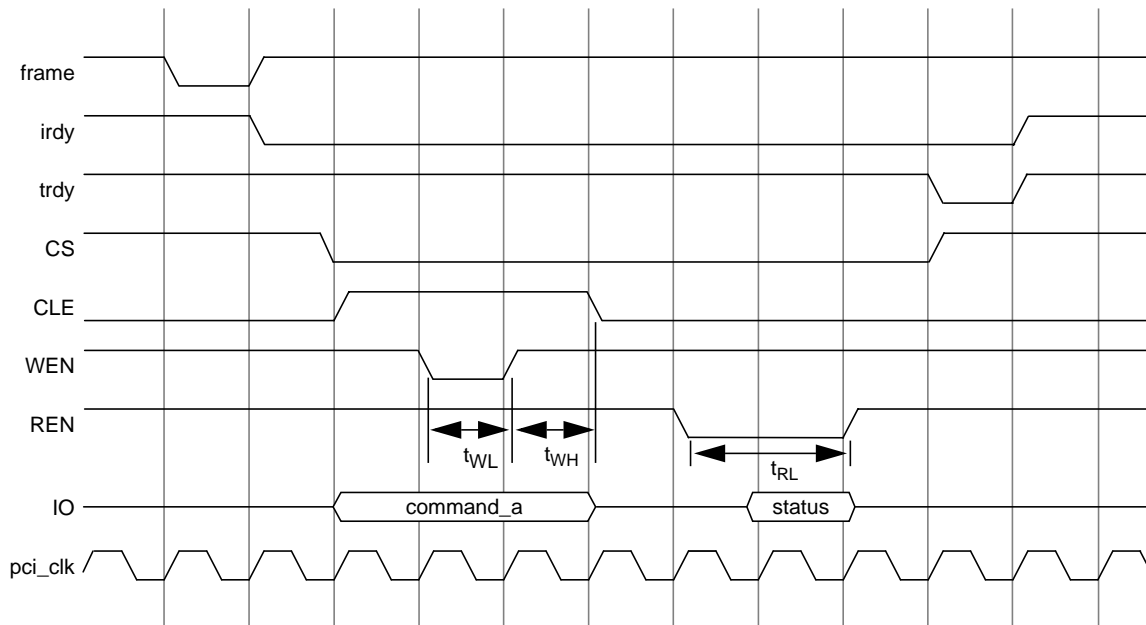 frame
irdy
trdy
CS
CLE
WEN
REN
tWL tWH
tRL
IO command_a status
pci_clk